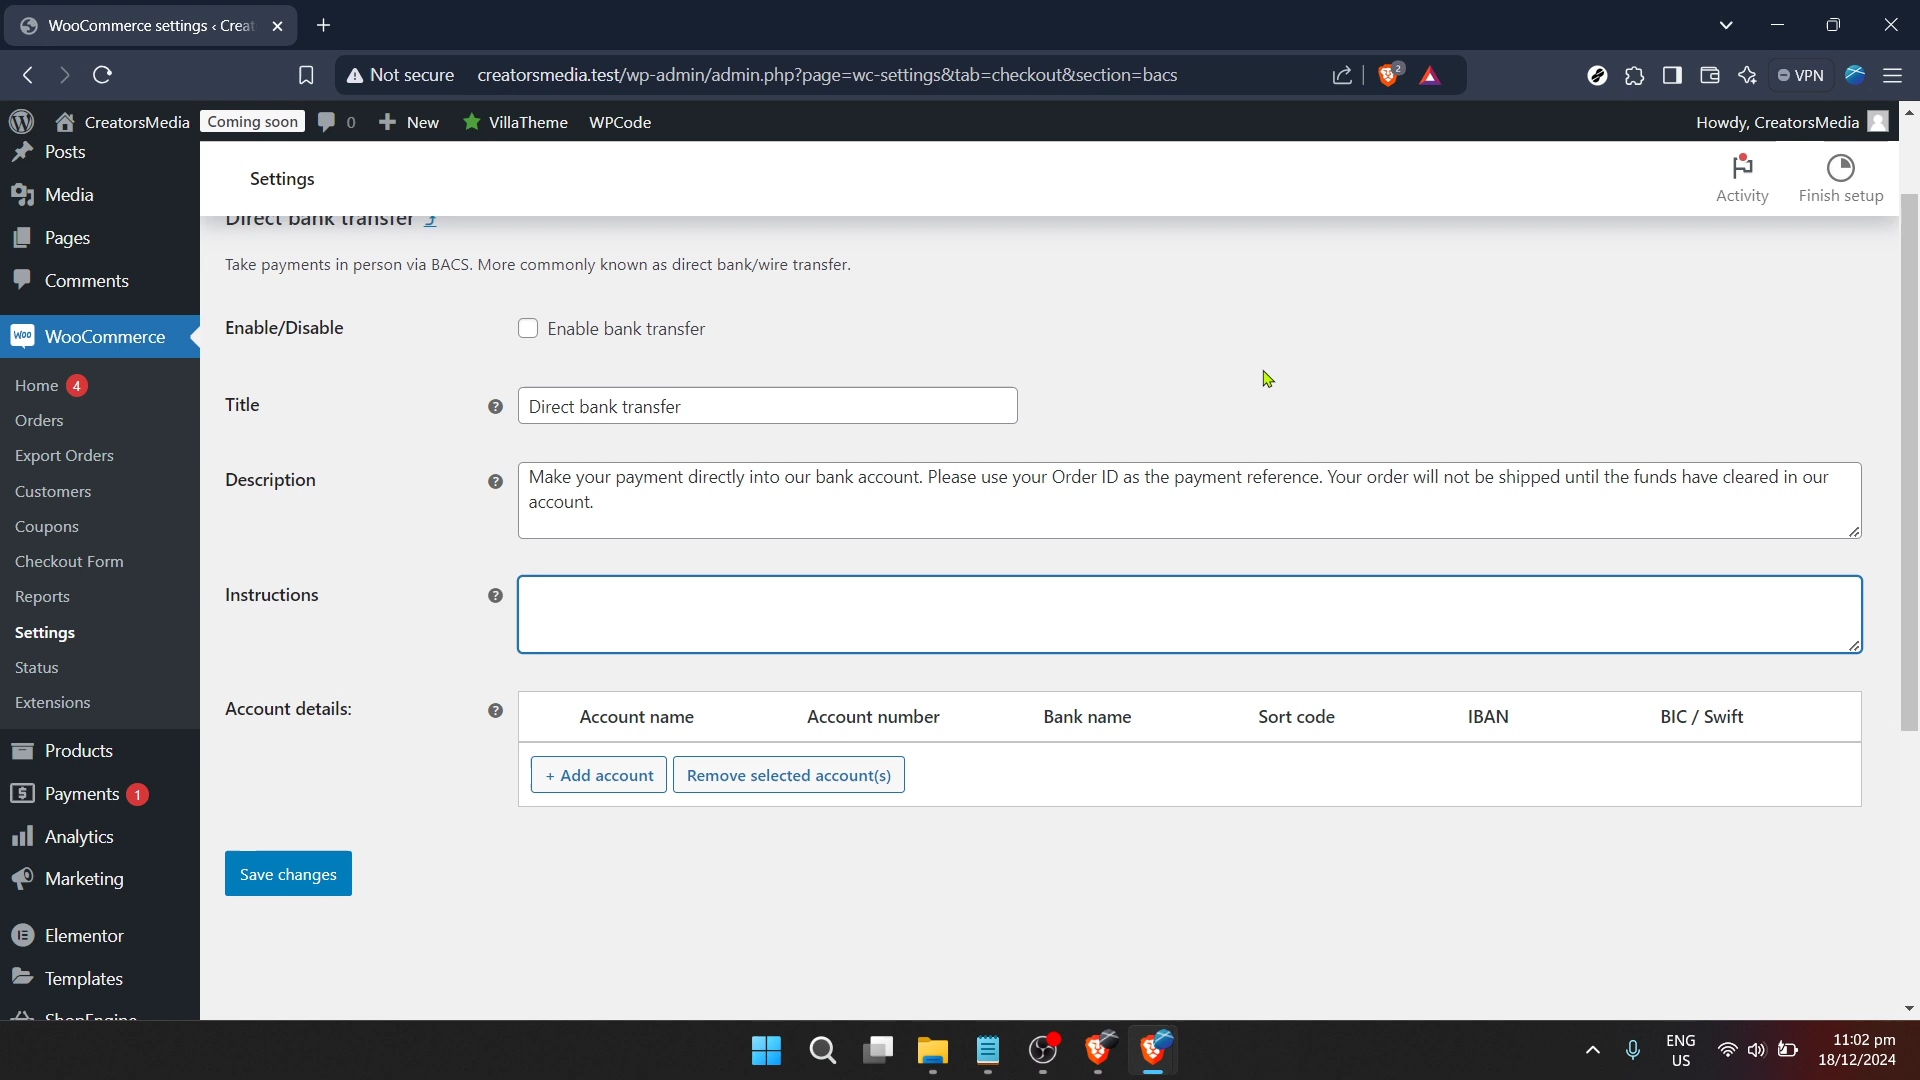 WooCommerce settings ‹ Creat
Not secure creatorsmedia.test/wp-admin/admin.php?page=wc-settings&tab=checkout&section=bacs
2
VPN
CreatorsMedia Coming soon 0 New VillaTheme WPCode Howdy, CreatorsMedia
Posts
Media
Pages
Comments
Woo WooCommerce
Home 4
Orders
Export Orders
Customers
Coupons
Checkout Form
Reports
Settings
Status
Extensions
Products
Payments 1
Analytics
Marketing
Elementor
Templates
ShopEngine
Settings
Activity
Finish setup
Direct bank transfer
Take payments in person via BACS. More commonly known as direct bank/wire transfer.
Enable/Disable
Enable bank transfer
Title
Direct bank transfer
Description
Make your payment directly into our bank account. Please use your Order ID as the payment reference. Your order will not be shipped until the funds have cleared in our
account.
Instructions
Account details:
Account name Account number Bank name Sort code IBAN BIC / Swift
+ Add account Remove selected account(s)
Save changes
ENG
US
11:02 pm
18/12/2024